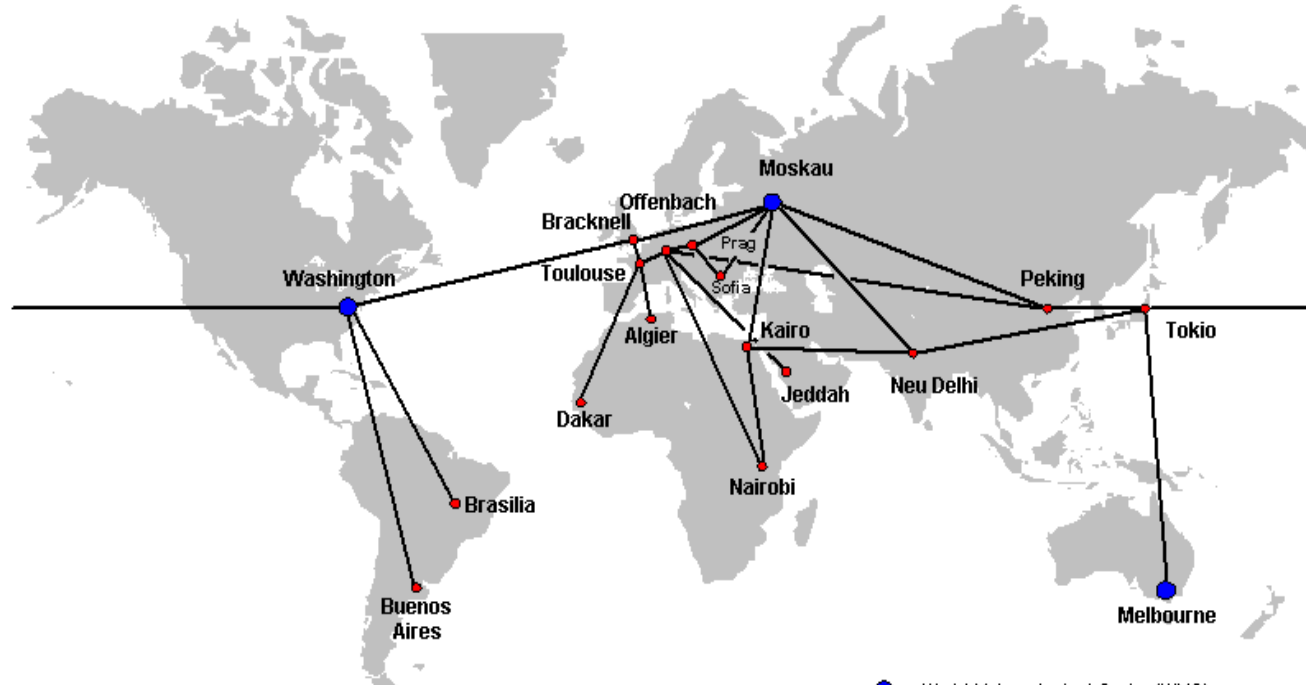 Moskau
Offenbach
Bracknell
Prag
Toulouse
Washington
Sofia
Peking
Algier
Kairo
Tokio
Neu Delhi
Jeddah
Dakar
Nairobi
Brasilia
Buenos
Aires
Melbourne